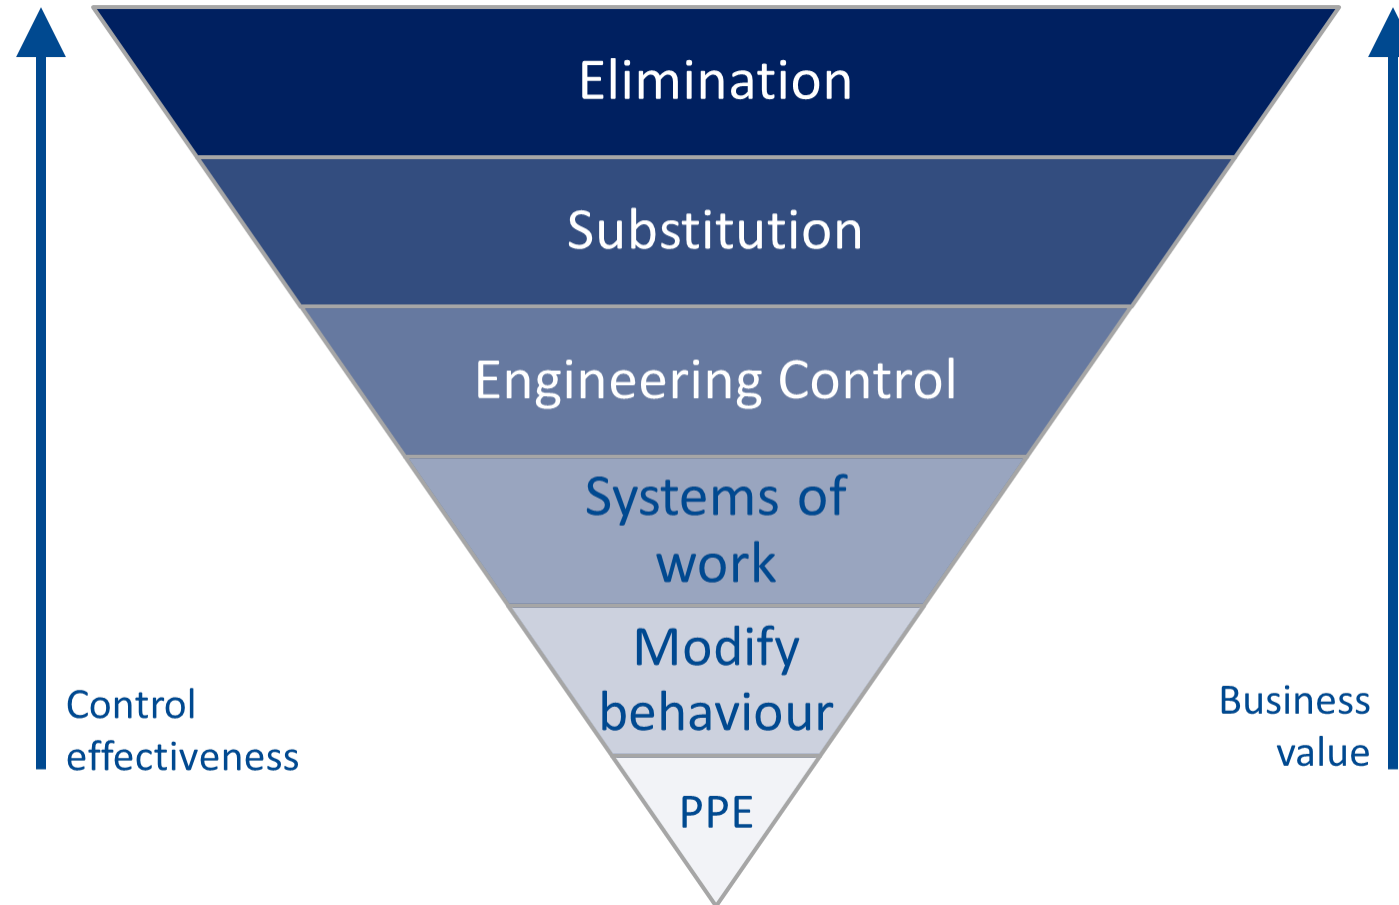 Elimination
Substitution
Engineering Control
Systems of
work
Modify
behaviour
PPE
Control
effectiveness
Business
value